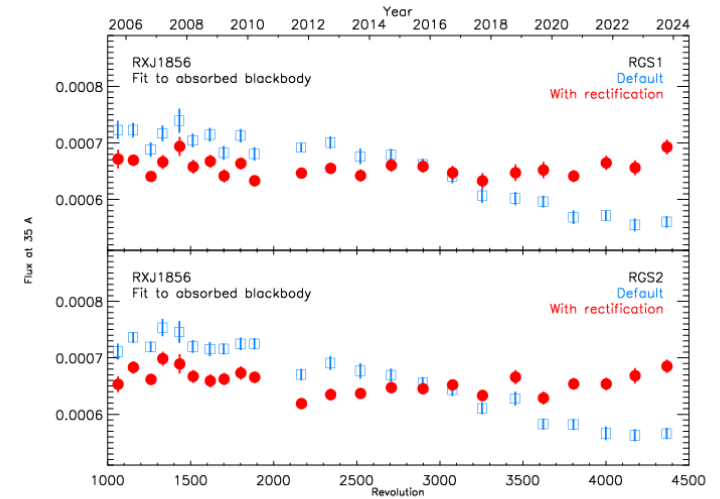 Year
2006 2008 2010 2012 2014 2016 2018 2020 2022 2024
RXJ1856 RGS1
Fit to absorbed blackbody Default
With rectification
0.0008
0.0007
0.0006
Flux at 35 A
RXJ1856 RGS2
Fit to absorbed blackbody Default
With rectification
0.0008
0.0007
0.0006
1000 1500 2000 2500 3000 3500 4000 4500
Revolution